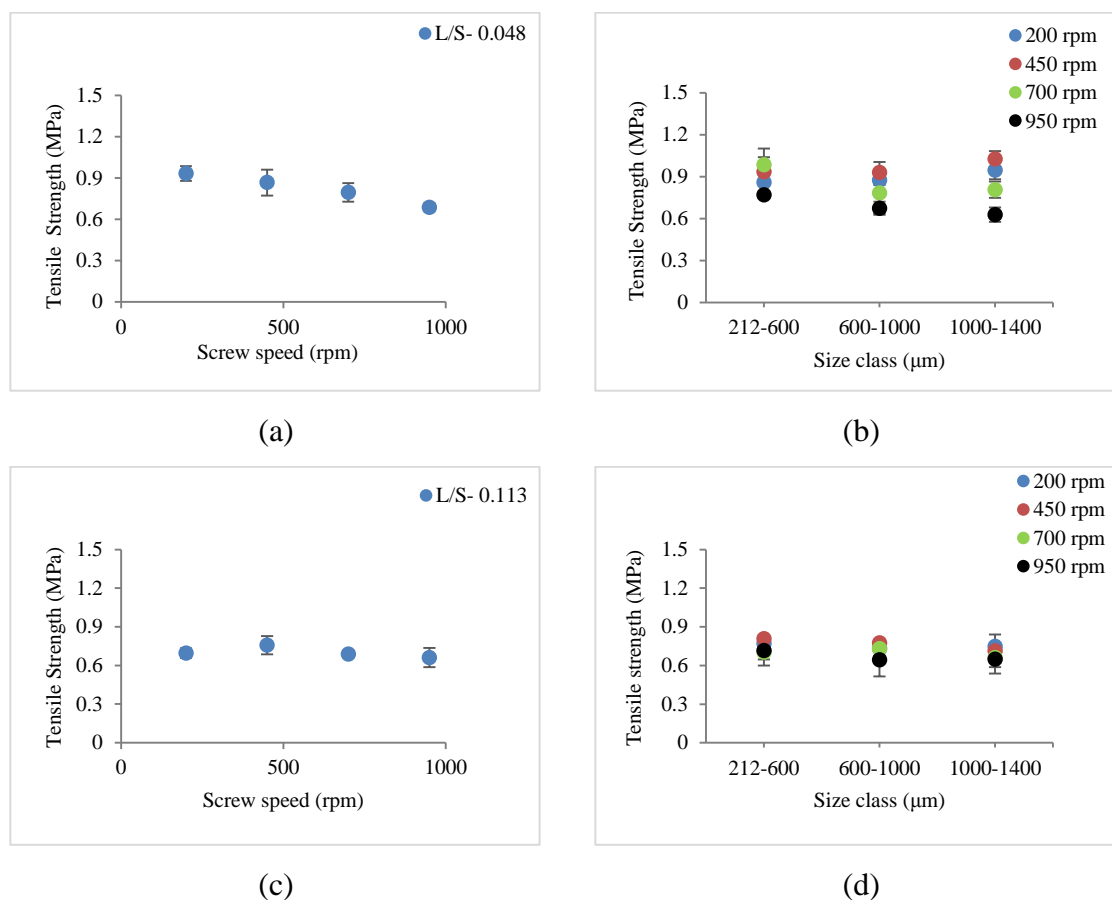 L/S- 0.048
1.5
1.2
0.9
0.6
0.3
0
Tensile Strength (MPa)
0 500 1000
Screw speed (rpm)
(a)
200 rpm
450 rpm
700 rpm
950 rpm
1.5
1.2
0.9
0.6
0.3
0
Tensile Strength (MPa)
212-600 600-1000 1000-1400
Size class (μm)
(b)
L/S- 0.113
1.5
1.2
0.9
0.6
0.3
0
Tensile Strength (MPa)
0 500 1000
Screw speed (rpm)
(c)
200 rpm
450 rpm
700 rpm
950 rpm
1.5
1.2
0.9
0.6
0.3
0
Tensile strength (MPa)
212-600 600-1000 1000-1400
Size class (μm)
(d)